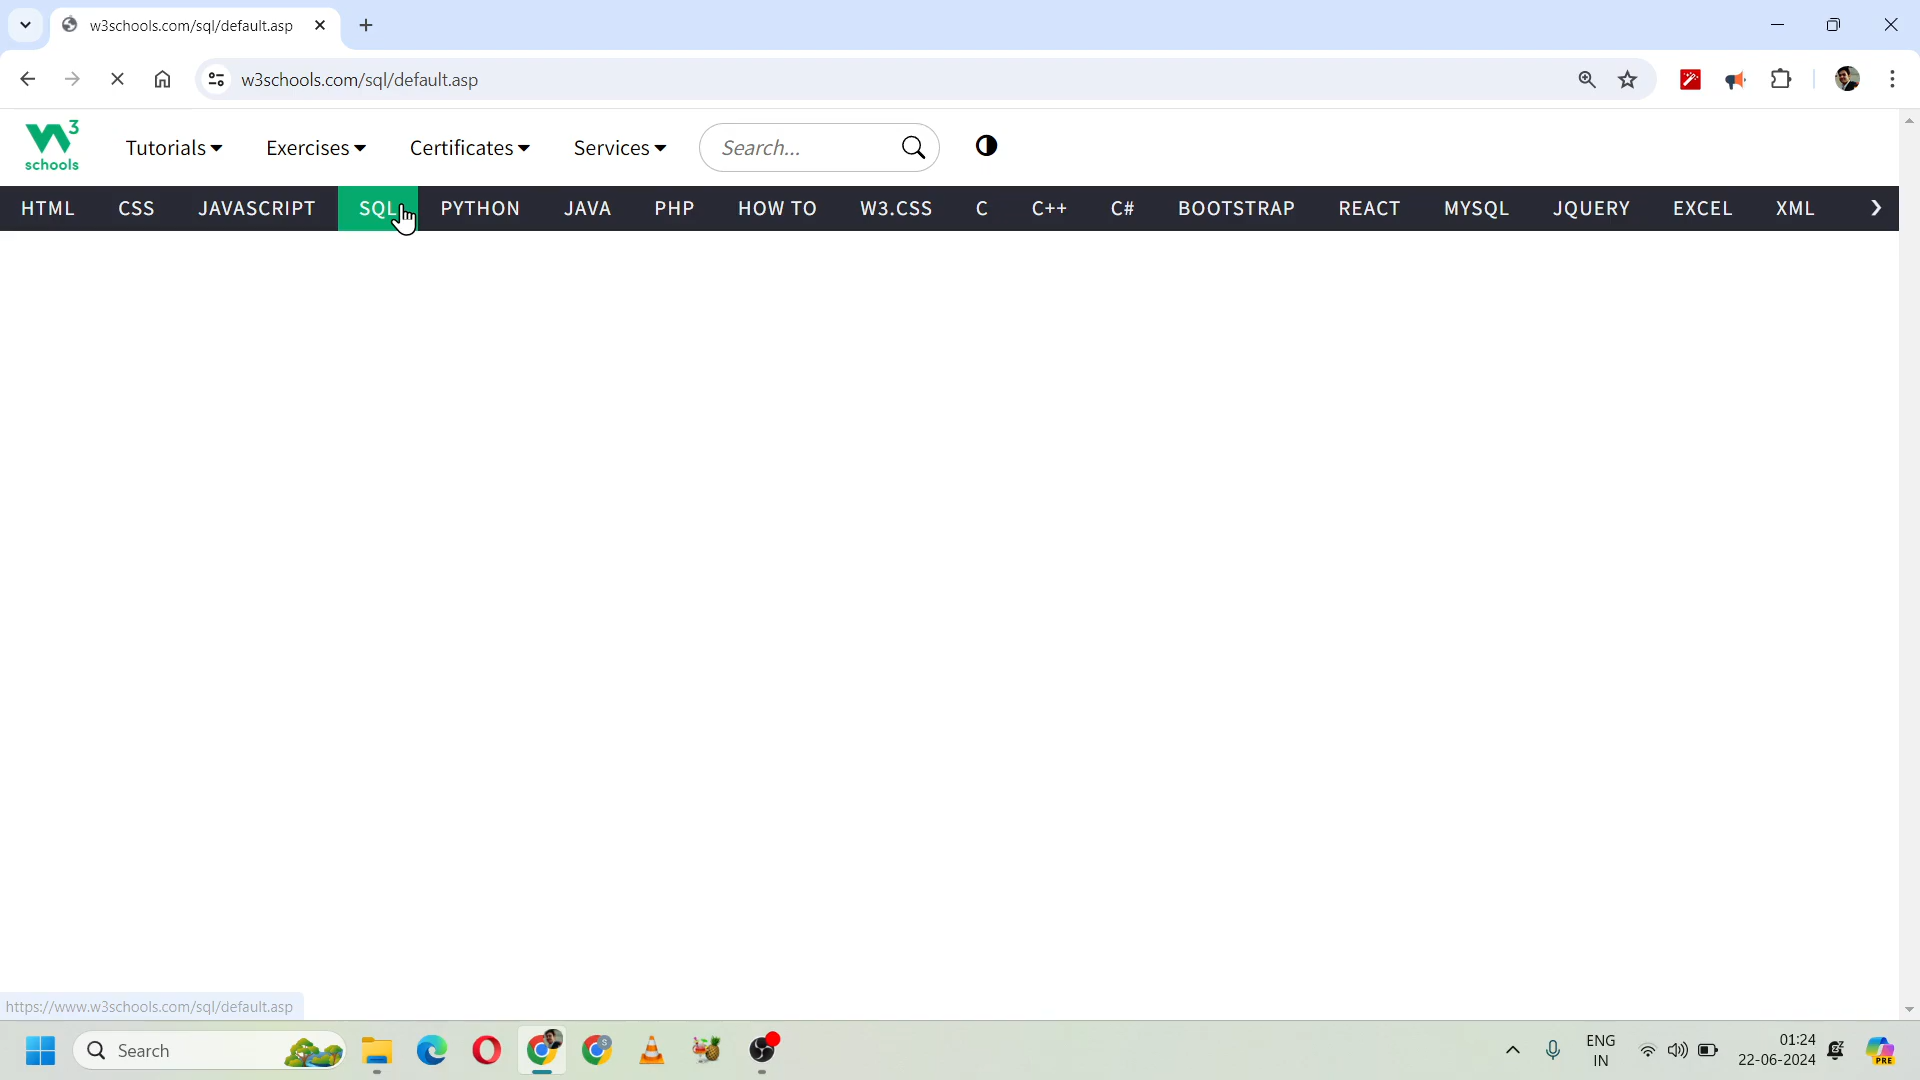 w3schools.com/sql/default.asp
w3schools.com/sql/default.asp
W3 schools
Tutorials Exercises Certificates Services Search...
HTML CSS JAVASCRIPT SQL PYTHON JAVA PHP HOW TO W3.CSS C C++ C# BOOTSTRAP REACT MYSQL JQUERY EXCEL XML
https://www.w3schools.com/sql/default.asp
Search
ENG
IN
01:24
22-06-2024
PRE